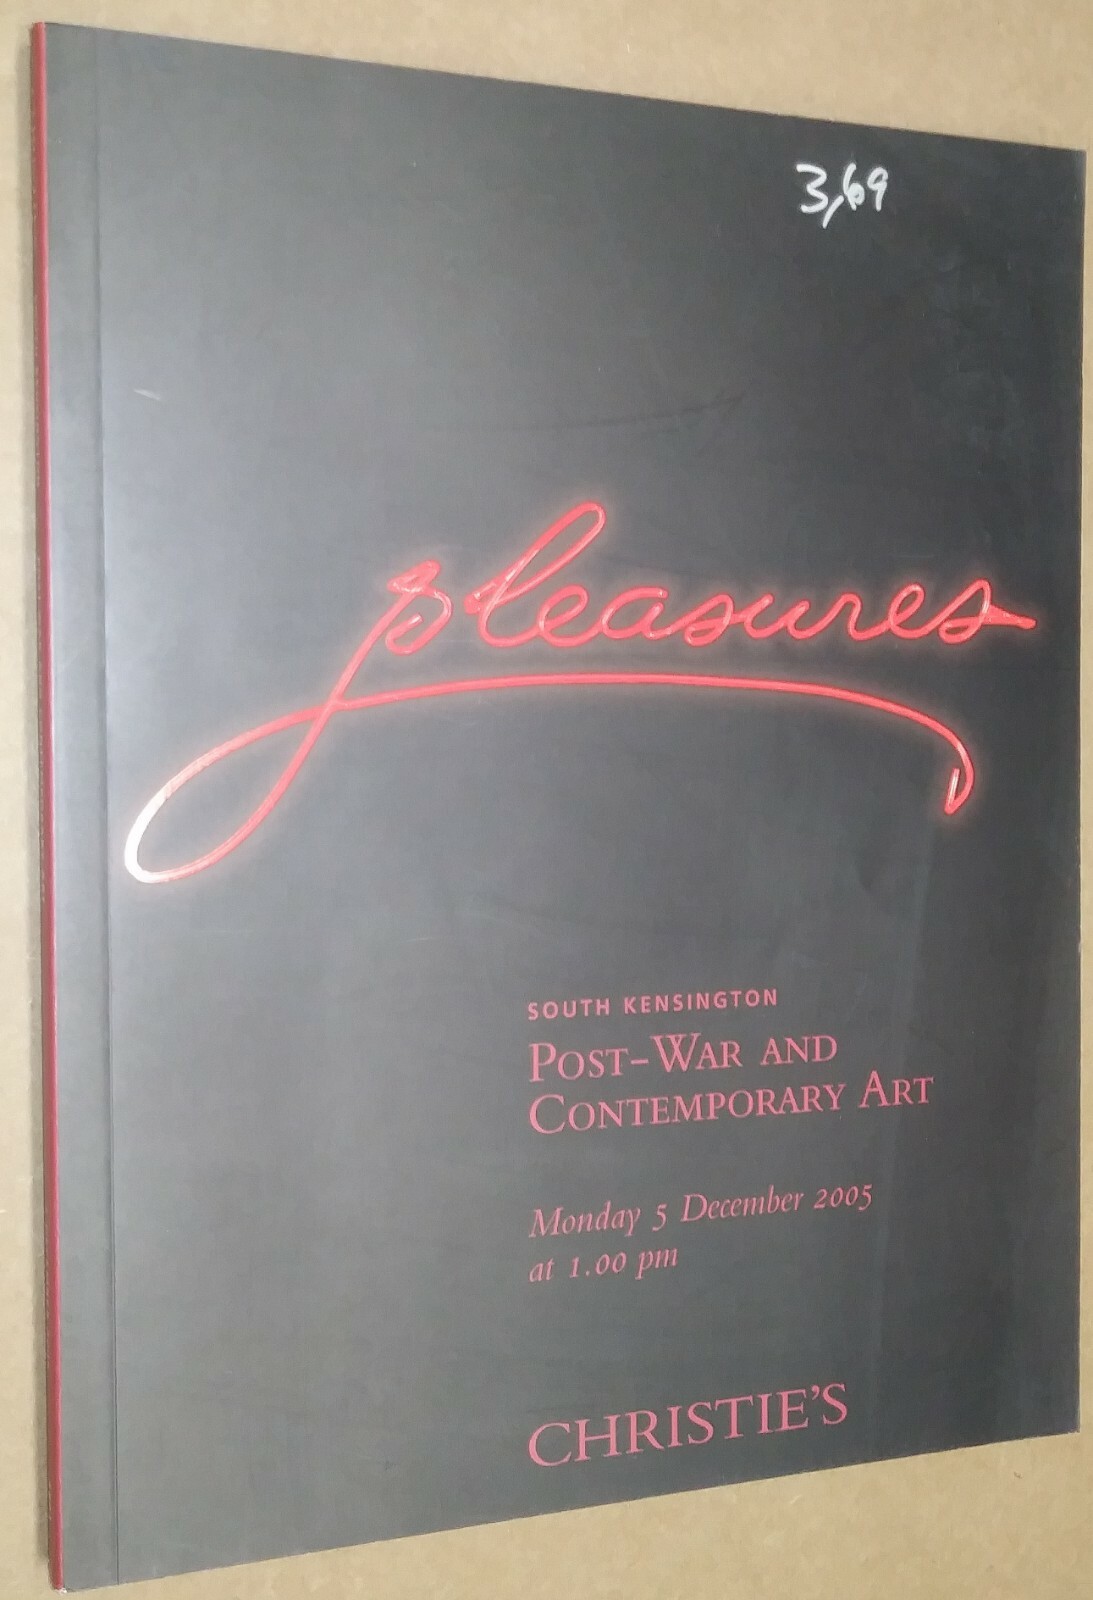 3,69
pleasures
SOUTH KENSINGTON
POST-WAR AND
CONTEMPORARY ART
Monday 5 December 2005
at 1.00 pm
CHRISTIE'S